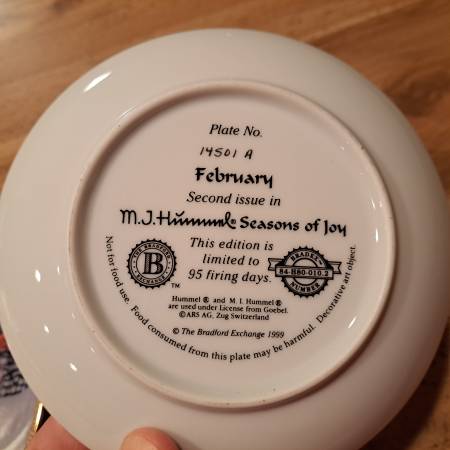 Plate No.
14501 A
February
Second issue in
M.J. Hummel® Seasons of Joy
This edition is
limited to
95 firing days.
THE BRADFORD
B
EXCHANGE
™
BRADEX
84-B80-010.2
NUMBER
Hummel ® and M. I. Hummel ®
are used under License from Goebel.
©ARS AG, Zug Switzerland
© The Bradford Exchange 1999
Not for food use. Food consumed from this plate may be harmful. Decorative art object.